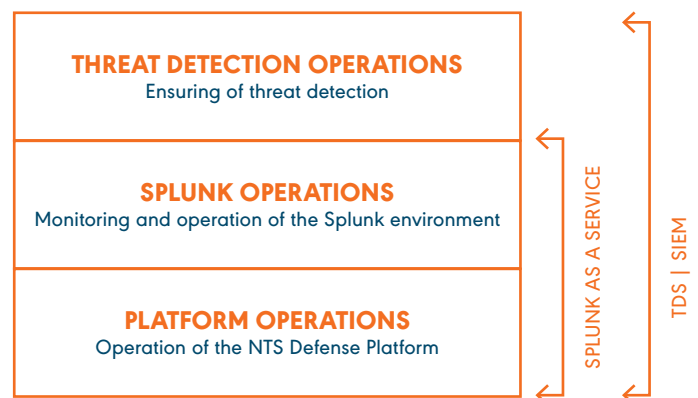 THREAT DETECTION OPERATIONS
Ensuring of threat detection
SPLUNK OPERATIONS
Monitoring and operation of the Splunk environment
PLATFORM OPERATIONS
Operation of the NTS Defense Platform
SPLUNK AS A SERVICE
TDS | SIEM